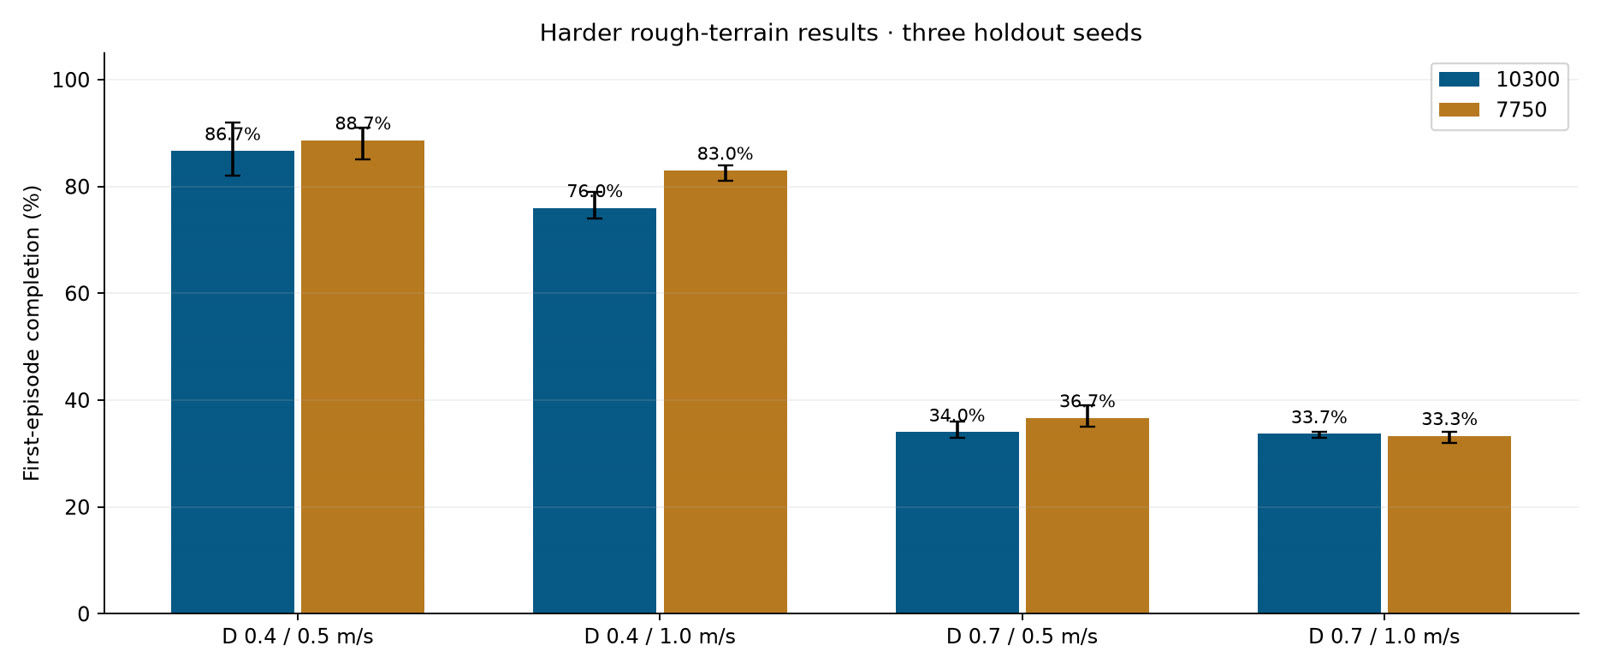 Harder rough-terrain results · three holdout seeds
10300
7750
First-episode completion (%)
100
80
60
40
20
0
86.7%
88.7%
76.0%
83.0%
34.0%
36.7%
33.7%
33.3%
D 0.4 / 0.5 m/s
D 0.4 / 1.0 m/s
D 0.7 / 0.5 m/s
D 0.7 / 1.0 m/s